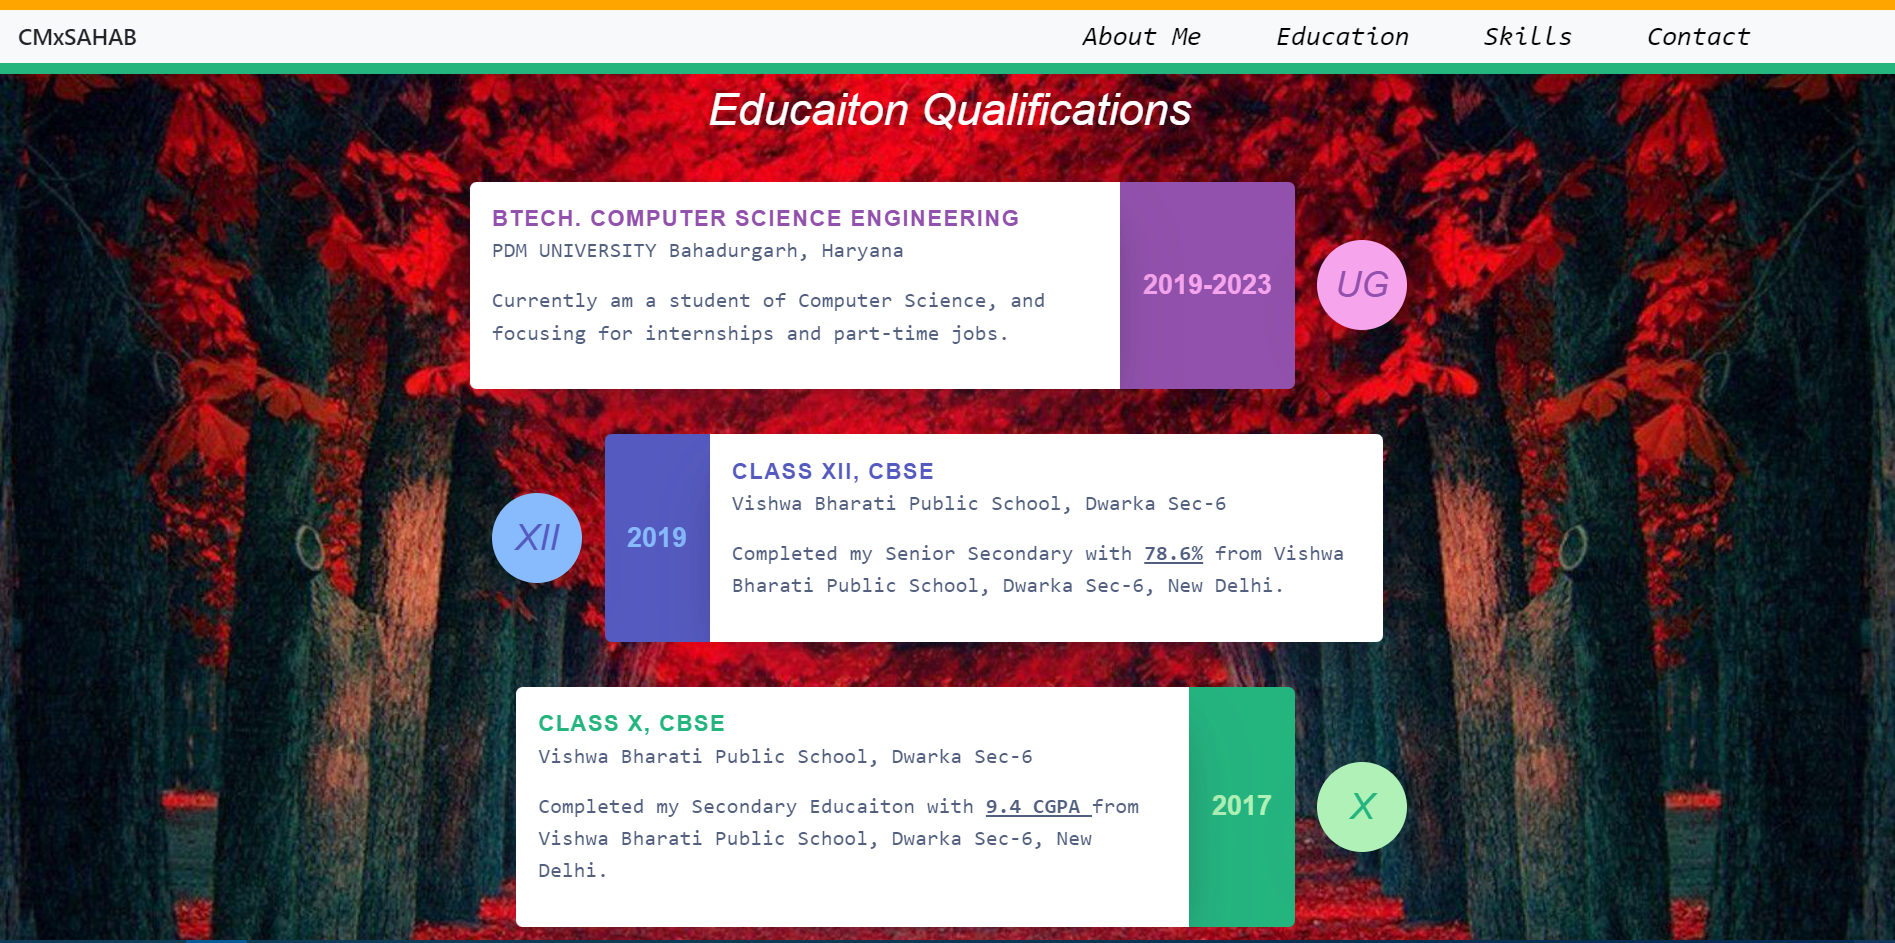 CMxSAHAB
About Me Education Skills Contact
Educaiton Qualifications
BTECH. COMPUTER SCIENCE ENGINEERING
PDM UNIVERSITY Bahadurgarh, Haryana
Currently am a student of Computer Science, and
focusing for internships and part-time jobs.
2019-2023
UG
XII
2019
CLASS XII, CBSE
Vishwa Bharati Public School, Dwarka Sec-6
Completed my Senior Secondary with 78.6% from Vishwa
Bharati Public School, Dwarka Sec-6, New Delhi.
CLASS X, CBSE
Vishwa Bharati Public School, Dwarka Sec-6
Completed my Secondary Educaiton with 9.4 CGPA from
Vishwa Bharati Public School, Dwarka Sec-6, New
Delhi.
2017
X